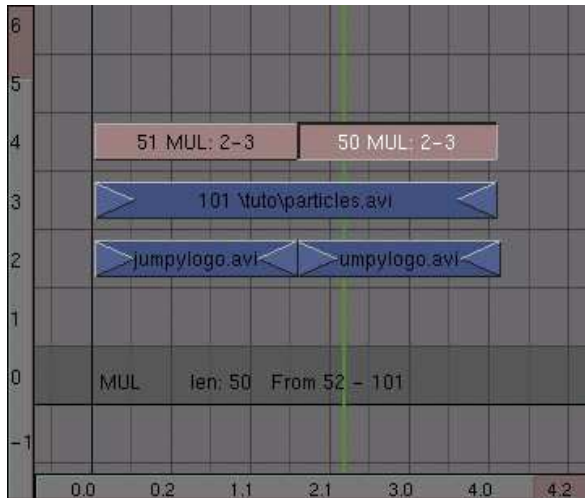 6
5
4
51 MUL: 2-3
50 MUL: 2-3
3
101 \tuto\particles.avi
2
jumpylogo.avi
umpylogo.avi
1
0
MUL len: 50 From 52 - 101
-1
0.0 0.2 1.1 2.1 3.0 4.0 4.2